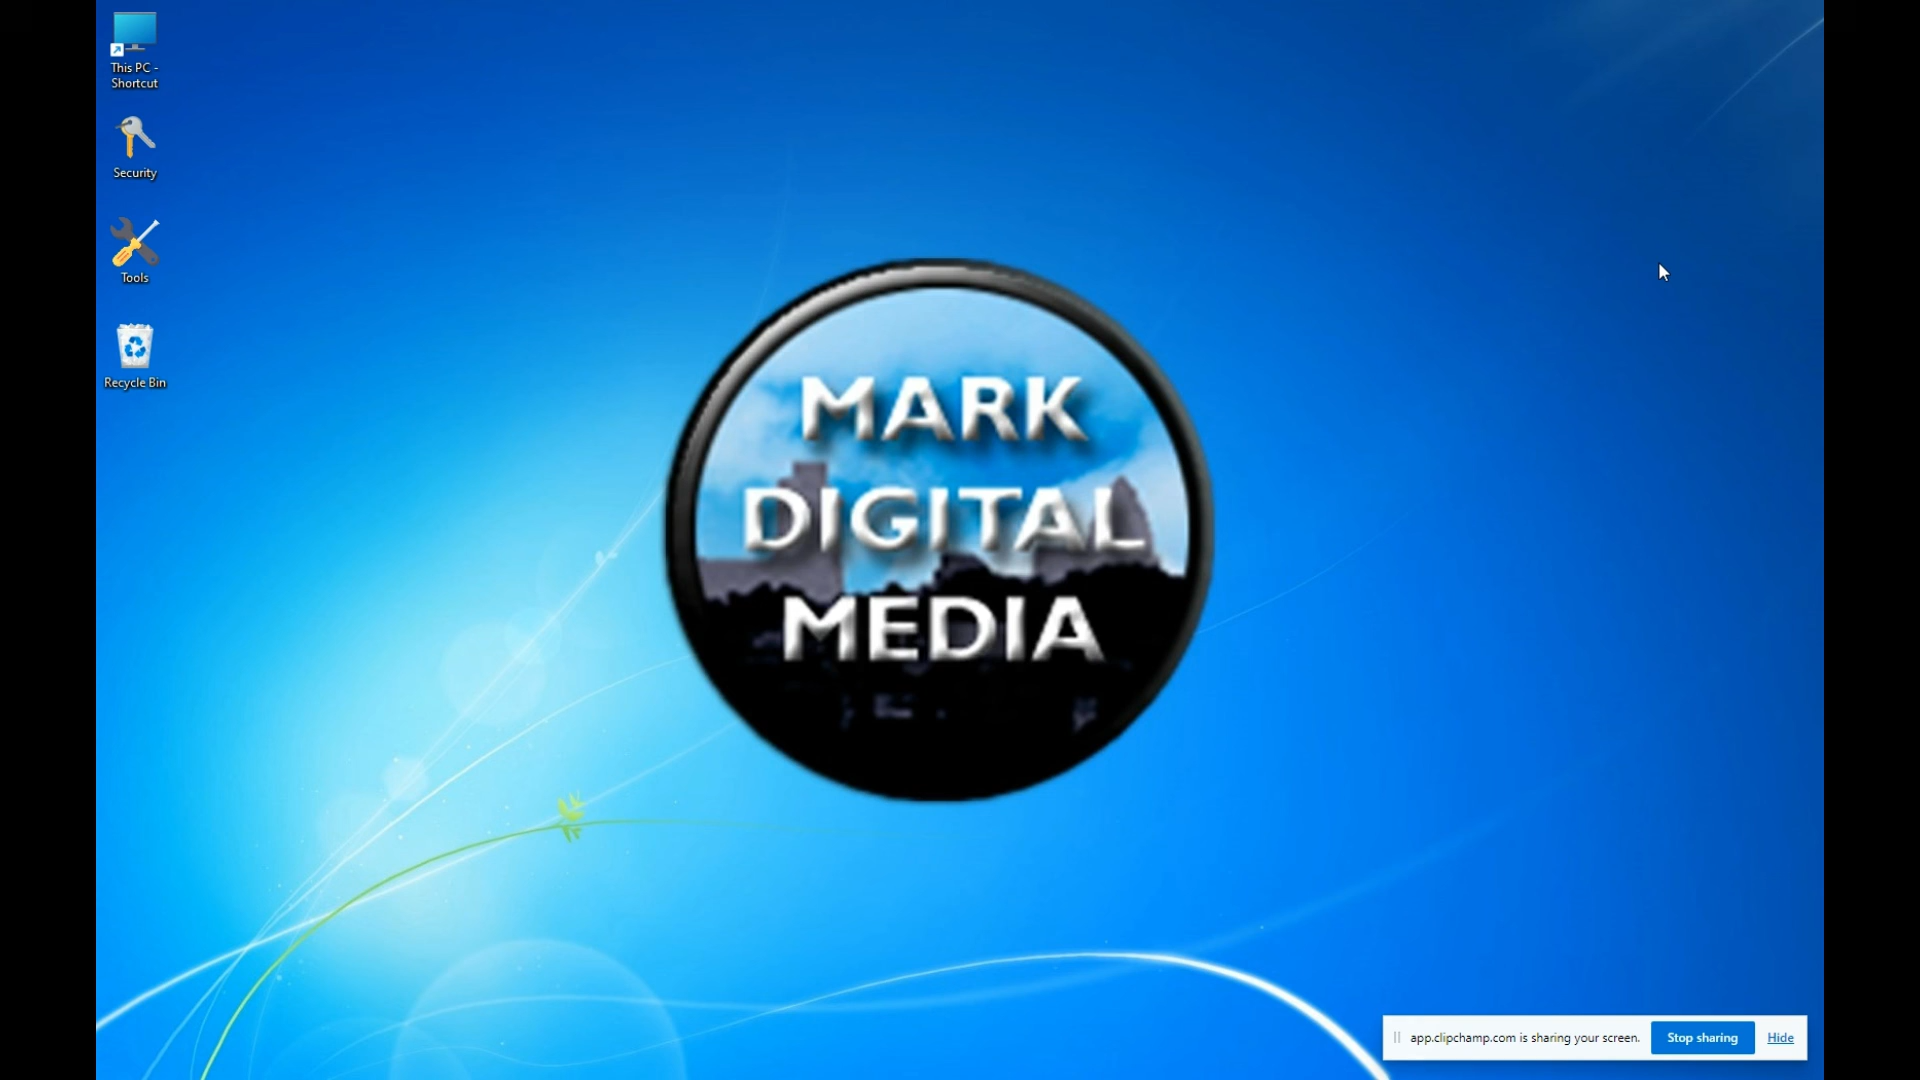 This PC -
Shortcut
Security
Tools
Recycle Bin
MARK
DIGITAL
MEDIA
app.clipchamp.com is sharing your screen.
Stop sharing
Hide